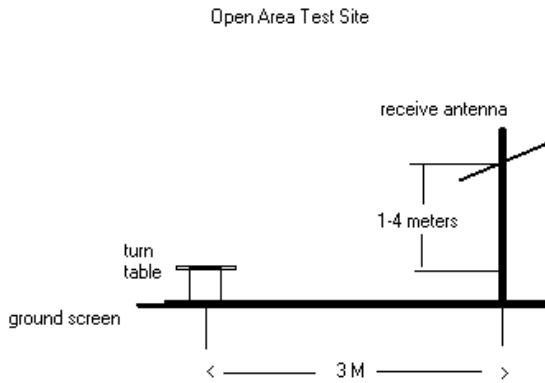 Open Area Test Site
receive antenna
1-4 meters
turn
table
ground screen
3 M